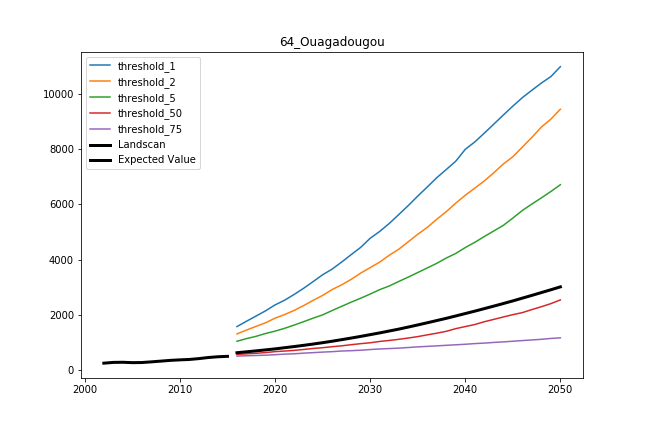 64_Ouagadougou
threshold_1
threshold_2
threshold_5
threshold_50
threshold_75
Landscan
Expected Value
10000
8000
6000
4000
2000
0
2000 2010 2020 2030 2040 2050